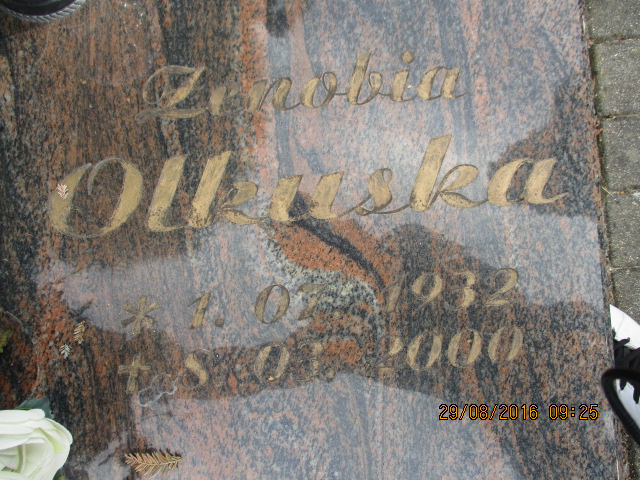 Zenobia
Olkuska
* 1. 07. 1932
+ 8. 2000
29/08/2016 09:25